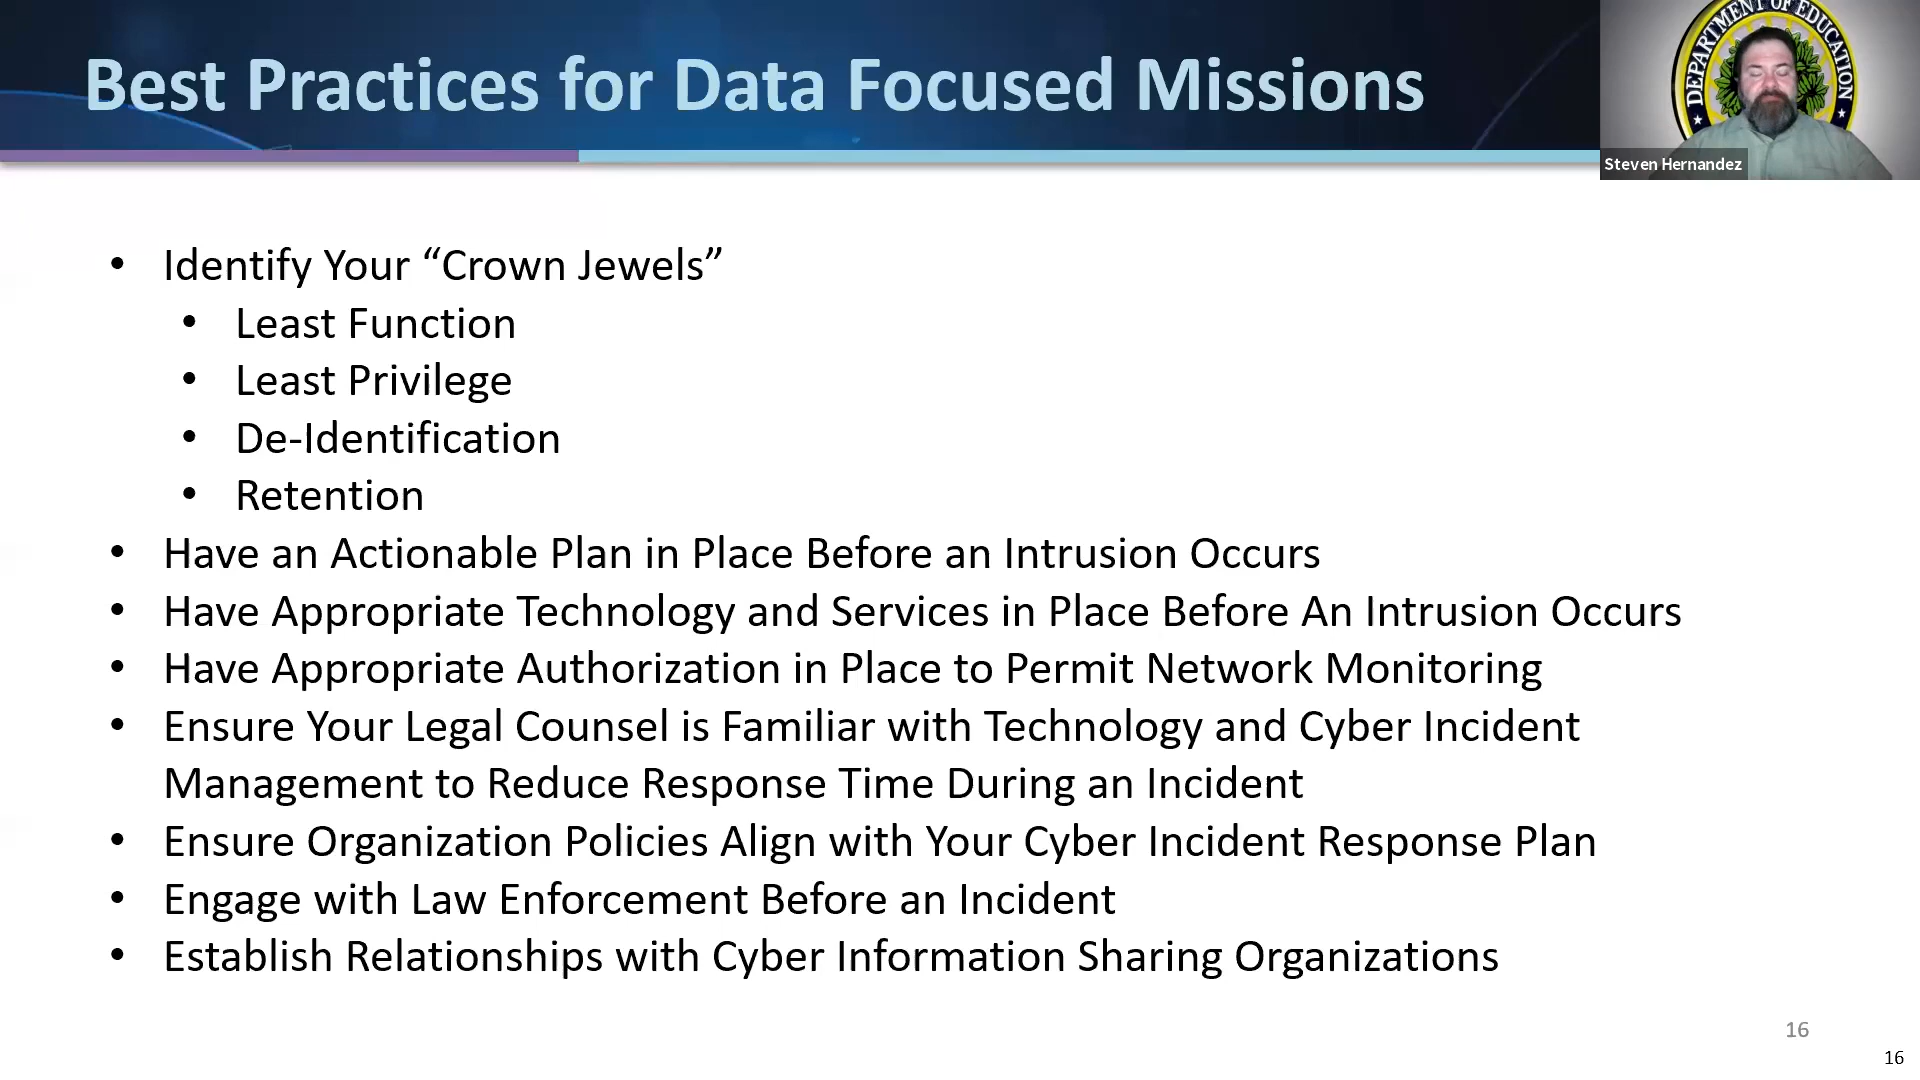 Best Practices for Data Focused Missions
DEPARTMENT OF EDUCATION
Steven Hernandez
• Identify Your “Crown Jewels”
• Least Function
• Least Privilege
• De-Identification
• Retention
• Have an Actionable Plan in Place Before an Intrusion Occurs
• Have Appropriate Technology and Services in Place Before An Intrusion Occurs
• Have Appropriate Authorization in Place to Permit Network Monitoring
• Ensure Your Legal Counsel is Familiar with Technology and Cyber Incident
Management to Reduce Response Time During an Incident
• Ensure Organization Policies Align with Your Cyber Incident Response Plan
• Engage with Law Enforcement Before an Incident
• Establish Relationships with Cyber Information Sharing Organizations
16
16